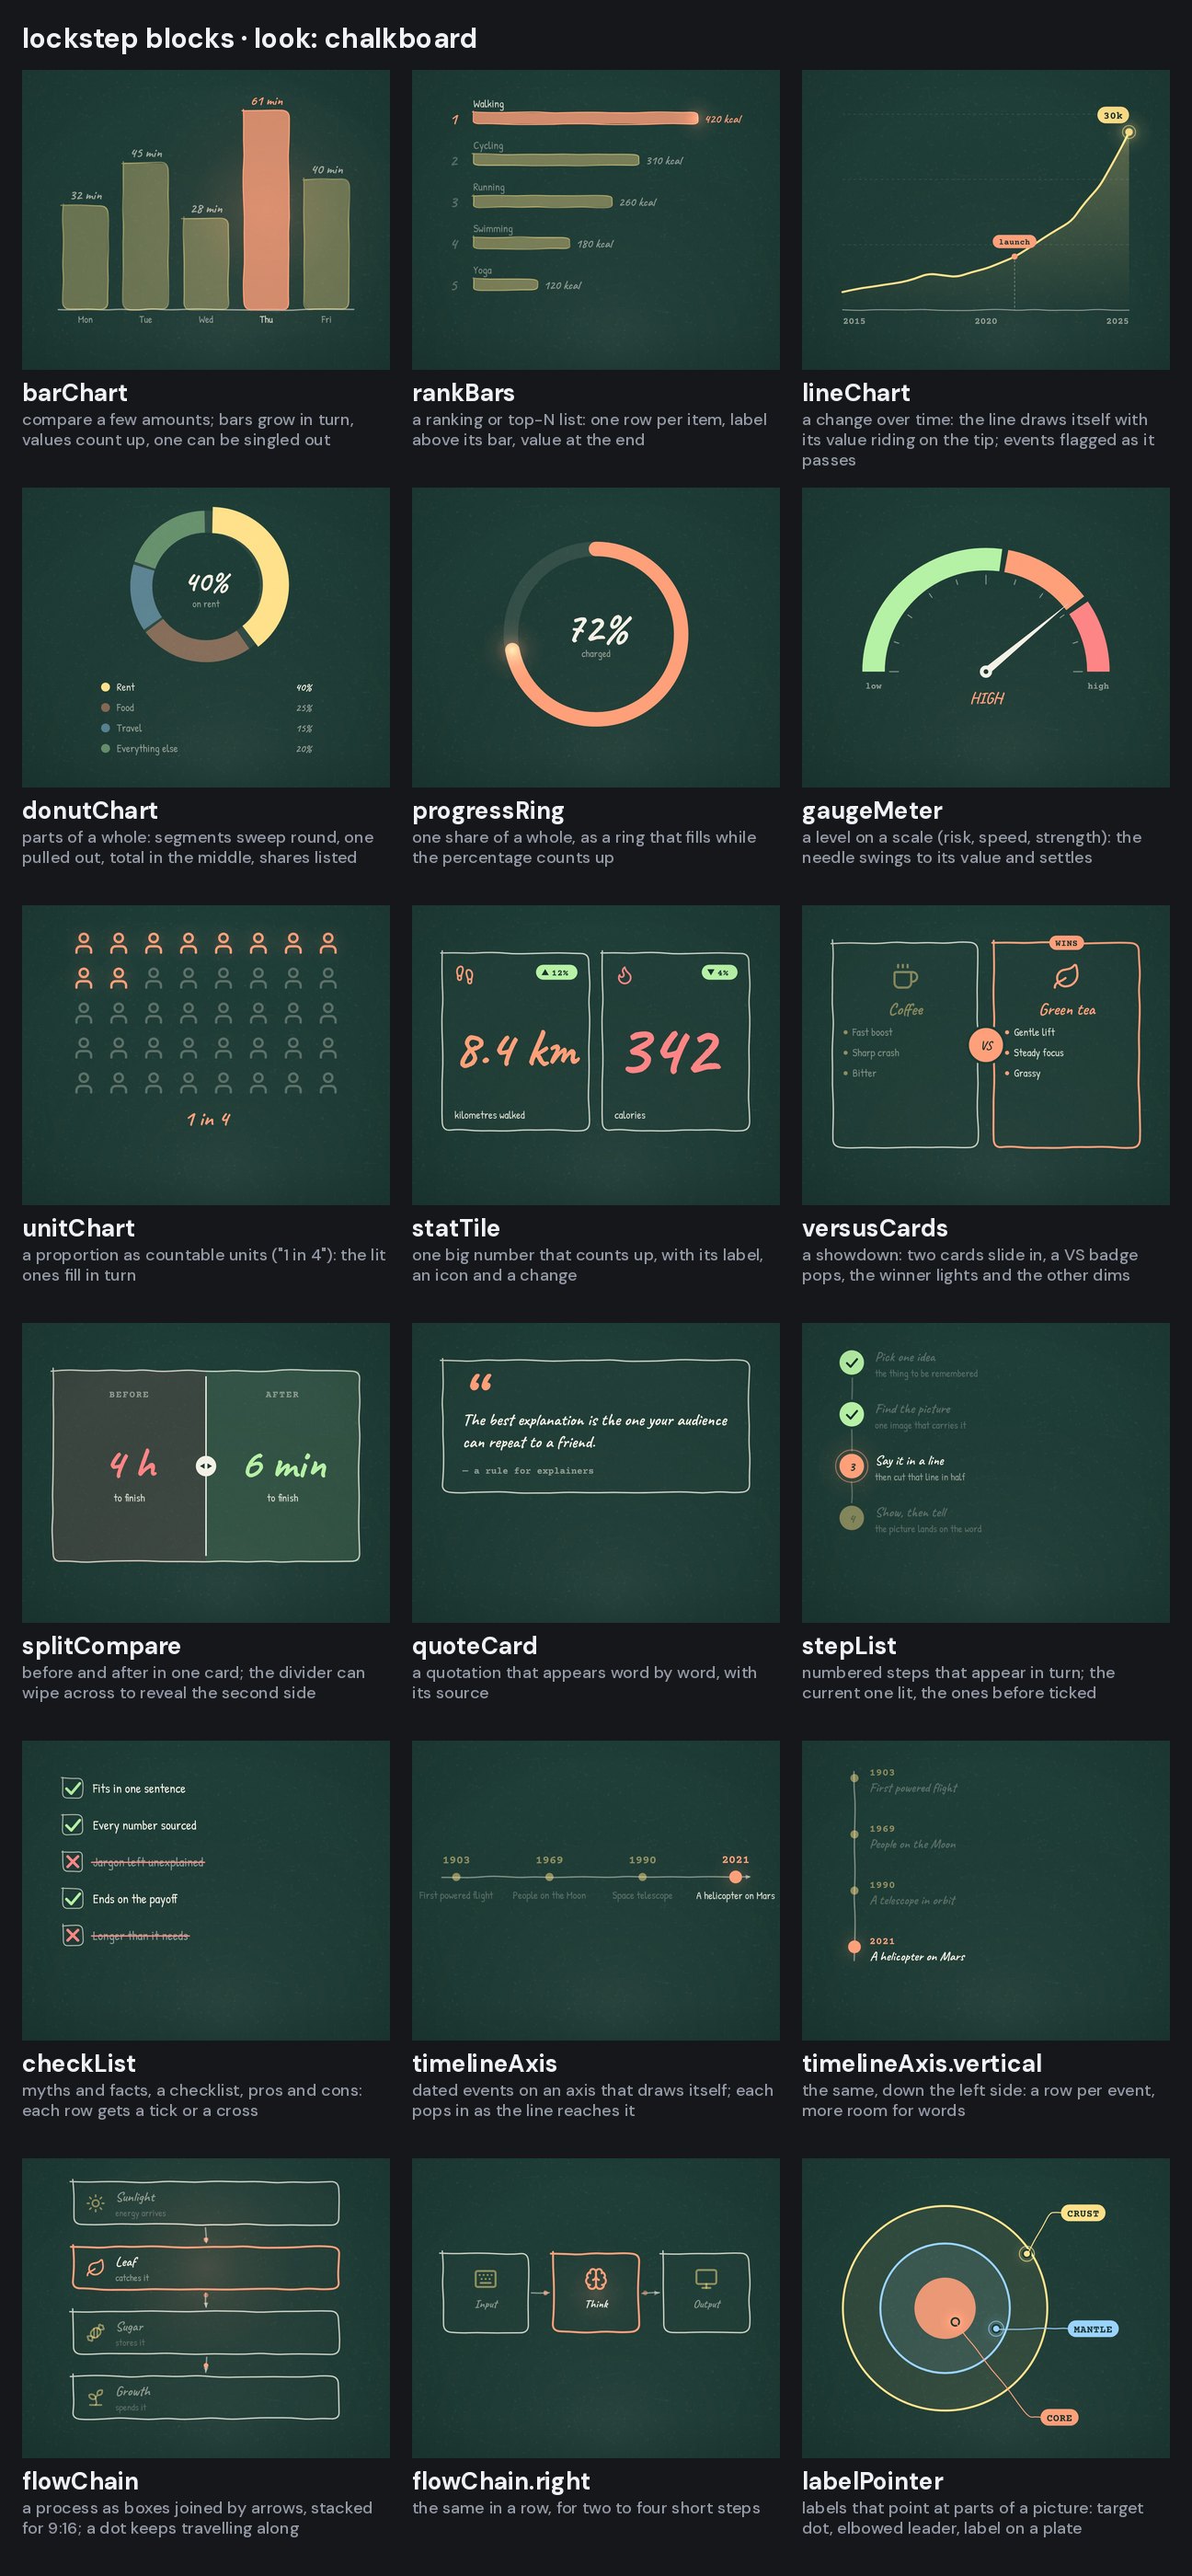 lockstep blocks · look: chalkboard
32 min
45 min
28 min
61 min
40 min
Mon
Tue
Wed
Thu
Fri
barChart
compare a few amounts; bars grow in turn,
values count up, one can be singled out
Walking
1
420 kcal
Cycling
2
310 kcal
Running
3
260 kcal
Swimming
4
180 kcal
Yoga
5
120 kcal
rankBars
a ranking or top-N list: one row per item, label
above its bar, value at the end
30k
launch
2015
2020
2025
lineChart
a change over time: the line draws itself with
its value riding on the tip; events flagged as it
passes
40%
on rent
Rent 40%
Food 25%
Travel 15%
Everything else 20%
donutChart
parts of a whole: segments sweep round, one
pulled out, total in the middle, shares listed
72%
charged
progressRing
one share of a whole, as a ring that fills while
the percentage counts up
low
high
HIGH
gaugeMeter
a level on a scale (risk, speed, strength): the
needle swings to its value and settles
1 in 4
unitChart
a proportion as countable units ("1 in 4"): the lit
ones fill in turn
▲ 12%
8.4 km
kilometres walked
▼ 4%
342
calories
statTile
one big number that counts up, with its label,
an icon and a change
Coffee
Fast boost
Sharp crash
Bitter
VS
WINS
Green tea
Gentle lift
Steady focus
Grassy
versusCards
a showdown: two cards slide in, a VS badge
pops, the winner lights and the other dims
BEFORE
4 h
to finish
AFTER
6 min
to finish
splitCompare
before and after in one card; the divider can
wipe across to reveal the second side
“
The best explanation is the one your audience
can repeat to a friend.
— a rule for explainers
quoteCard
a quotation that appears word by word, with
its source
Pick one idea
the thing to be remembered
Find the picture
one image that carries it
3
Say it in a line
then cut that line in half
4
Show, then tell
the picture lands on the word
stepList
numbered steps that appear in turn; the
current one lit, the ones before ticked
Fits in one sentence
Every number sourced
Jargon left unexplained
Ends on the payoff
Longer than it needs
checkList
myths and facts, a checklist, pros and cons:
each row gets a tick or a cross
1903
1969
1990
2021
First powered flight
People on the Moon
Space telescope
A helicopter on Mars
timelineAxis
dated events on an axis that draws itself; each
pops in as the line reaches it
1903
First powered flight
1969
People on the Moon
1990
A telescope in orbit
2021
A helicopter on Mars
timelineAxis.vertical
the same, down the left side: a row per event,
more room for words
Sunlight
energy arrives
Leaf
catches it
Sugar
stores it
Growth
spends it
flowChain
a process as boxes joined by arrows, stacked
for 9:16; a dot keeps travelling along
Input
Think
Output
flowChain.right
the same in a row, for two to four short steps
CRUST
MANTLE
CORE
labelPointer
labels that point at parts of a picture: target
dot, elbowed leader, label on a plate